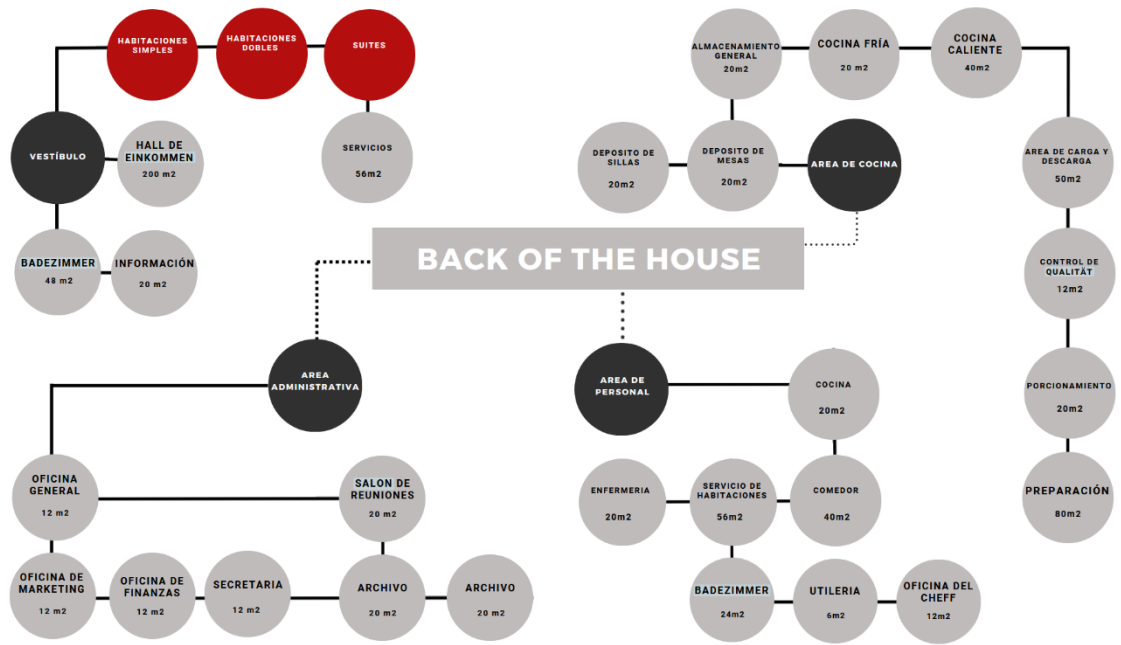 HABITACIONES
SIMPLES
HABITACIONES
DOBLES
SUITES
VESTÍBULO
HALL DE
EINKOMMEN
200 m2
SERVICIOS
56m2
BADEZIMMER
48 m2
INFORMACIÓN
20 m2
ALMACENAMIENTO
GENERAL
20m2
COCINA FRÍA
20 m2
COCINA
CALIENTE
40m2
DEPOSITO DE
SILLAS
20m2
DEPOSITO DE
MESAS
20m2
AREA DE COCINA
AREA DE CARGA Y
DESCARGA
50m2
CONTROL DE
QUALITÄT
12m2
PORCIONAMIENTO
20m2
PREPARACIÓN
80m2
BACK OF THE HOUSE
AREA
ADMINISTRATIVA
OFICINA
GENERAL
12 m2
SALON DE
REUNIONES
20 m2
OFICINA DE
MARKETING
12 m2
OFICINA DE
FINANZAS
12 m2
SECRETARIA
12 m2
ARCHIVO
20 m2
ARCHIVO
20 m2
AREA DE
PERSONAL
COCINA
20m2
ENFERMERIA
20m2
SERVICIO DE
HABITACIONES
56m2
COMEDOR
40m2
BADEZIMMER
24m2
UTILERIA
6m2
OFICINA DEL
CHEFF
12m2